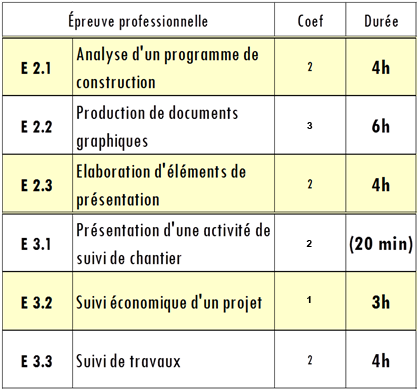 Épreuve professionnelle Coef Durée
E 2.1 Analyse d'un programme de construction 2 4h
E 2.2 Production de documents graphiques 3 6h
E 2.3 Elaboration d'éléments de présentation 2 4h
E 3.1 Présentation d'une activité de suivi de chantier 2 (20 min)
E 3.2 Suivi économique d'un projet 1 3h
E 3.3 Suivi de travaux 2 4h